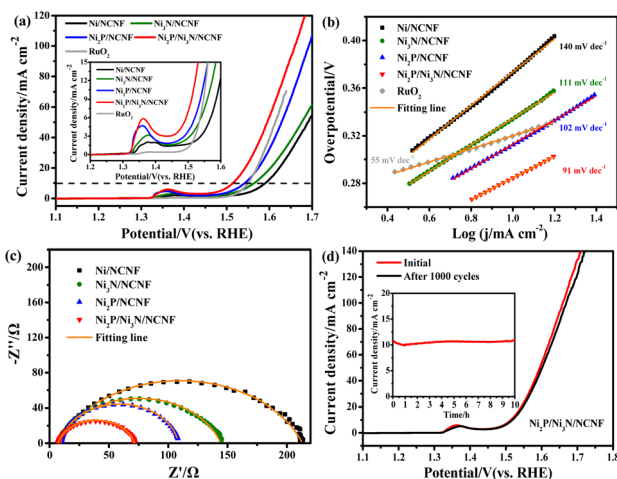 (a)
Ni/NCNF
Ni₃N/NCNF
Ni₂P/NCNF
Ni₂P/Ni₃N/NCNF
RuO₂
Current density/mA cm⁻²
120
100
80
60
40
20
0
Current density/mA cm⁻²
15
12
9
6
3
0
Ni/NCNF
Ni₃N/NCNF
Ni₂P/NCNF
Ni₂P/Ni₃N/NCNF
RuO₂
1.2 1.3 1.4 1.5 1.6
Potential/V(vs. RHE)
1.1 1.2 1.3 1.4 1.5 1.6 1.7
Potential/V(vs. RHE)
(b)
Ni/NCNF
Ni₃N/NCNF
Ni₂P/NCNF
Ni₂P/Ni₃N/NCNF
RuO₂
Fitting line
Overpotential/V
0.40
0.36
0.32
0.28
140 mV dec⁻¹
111 mV dec⁻¹
102 mV dec⁻¹
55 mV dec⁻¹
91 mV dec⁻¹
0.3 0.6 0.9 1.2 1.5
Log (j/mA cm⁻²)
(c)
Ni/NCNF
Ni₃N/NCNF
Ni₂P/NCNF
Ni₂P/Ni₃N/NCNF
Fitting line
-Z''/Ω
-200
-160
-120
-80
-40
0
0 50 100 150 200
Z'/Ω
(d)
Initial
After 1000 cycles
Current density/mA cm⁻²
140
120
100
80
60
40
20
0
Current density/mA cm⁻²
20
15
10
5
0
0 2 4 6 8 10
Time/h
Ni₂P/Ni₃N/NCNF
1.1 1.2 1.3 1.4 1.5 1.6 1.7 1.8
Potential/V(vs. RHE)